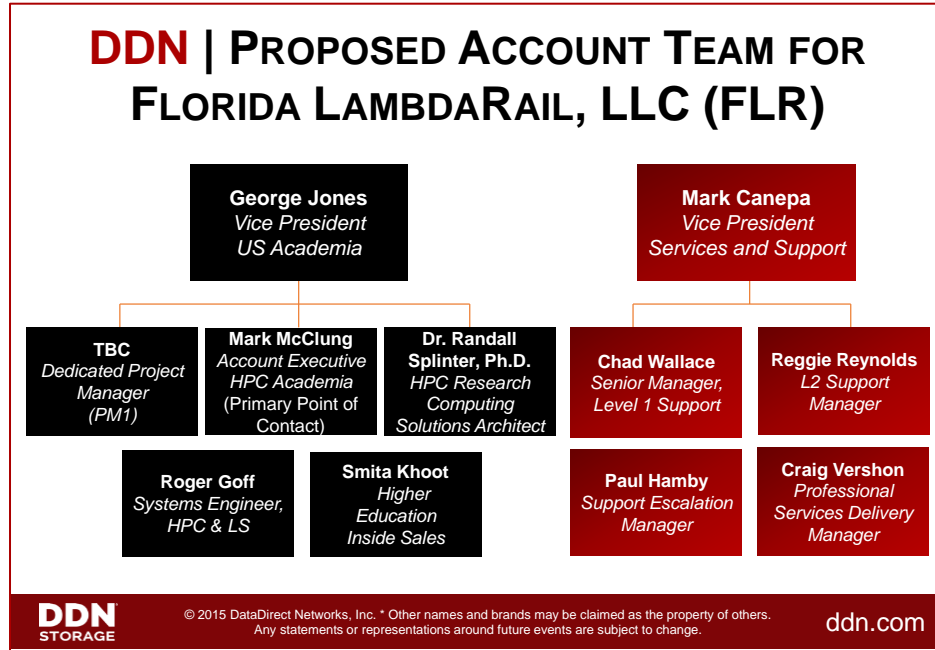 DDN | PROPOSED ACCOUNT TEAM FOR
FLORIDA LAMBDARAIL, LLC (FLR)
George Jones
Vice President
US Academia
Mark Canepa
Vice President
Services and Support
TBC
Dedicated Project
Manager
(PM1)
Mark McClung
Account Executive
HPC Academia
(Primary Point of
Contact)
Dr. Randall
Splinter, Ph.D.
HPC Research
Computing
Solutions Architect
Chad Wallace
Senior Manager,
Level 1 Support
Reggie Reynolds
L2 Support
Manager
Roger Goff
Systems Engineer,
HPC & LS
Smita Khoot
Higher
Education
Inside Sales
Paul Hamby
Support Escalation
Manager
Craig Vershon
Professional
Services Delivery
Manager
DDN
STORAGE
© 2015 DataDirect Networks, Inc. * Other names and brands may be claimed as the property of others.
Any statements or representations around future events are subject to change.
ddn.com